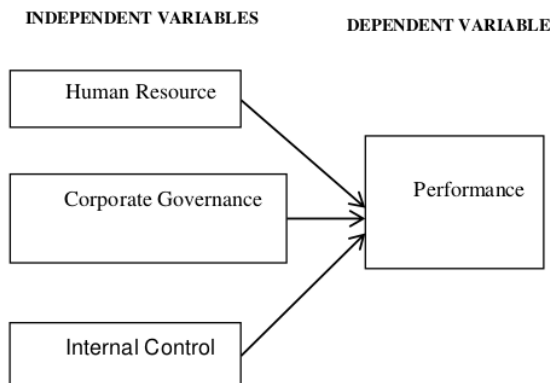 INDEPENDENT VARIABLES
DEPENDENT VARIABLE
Human Resource
Corporate Governance
Performance
Internal Control